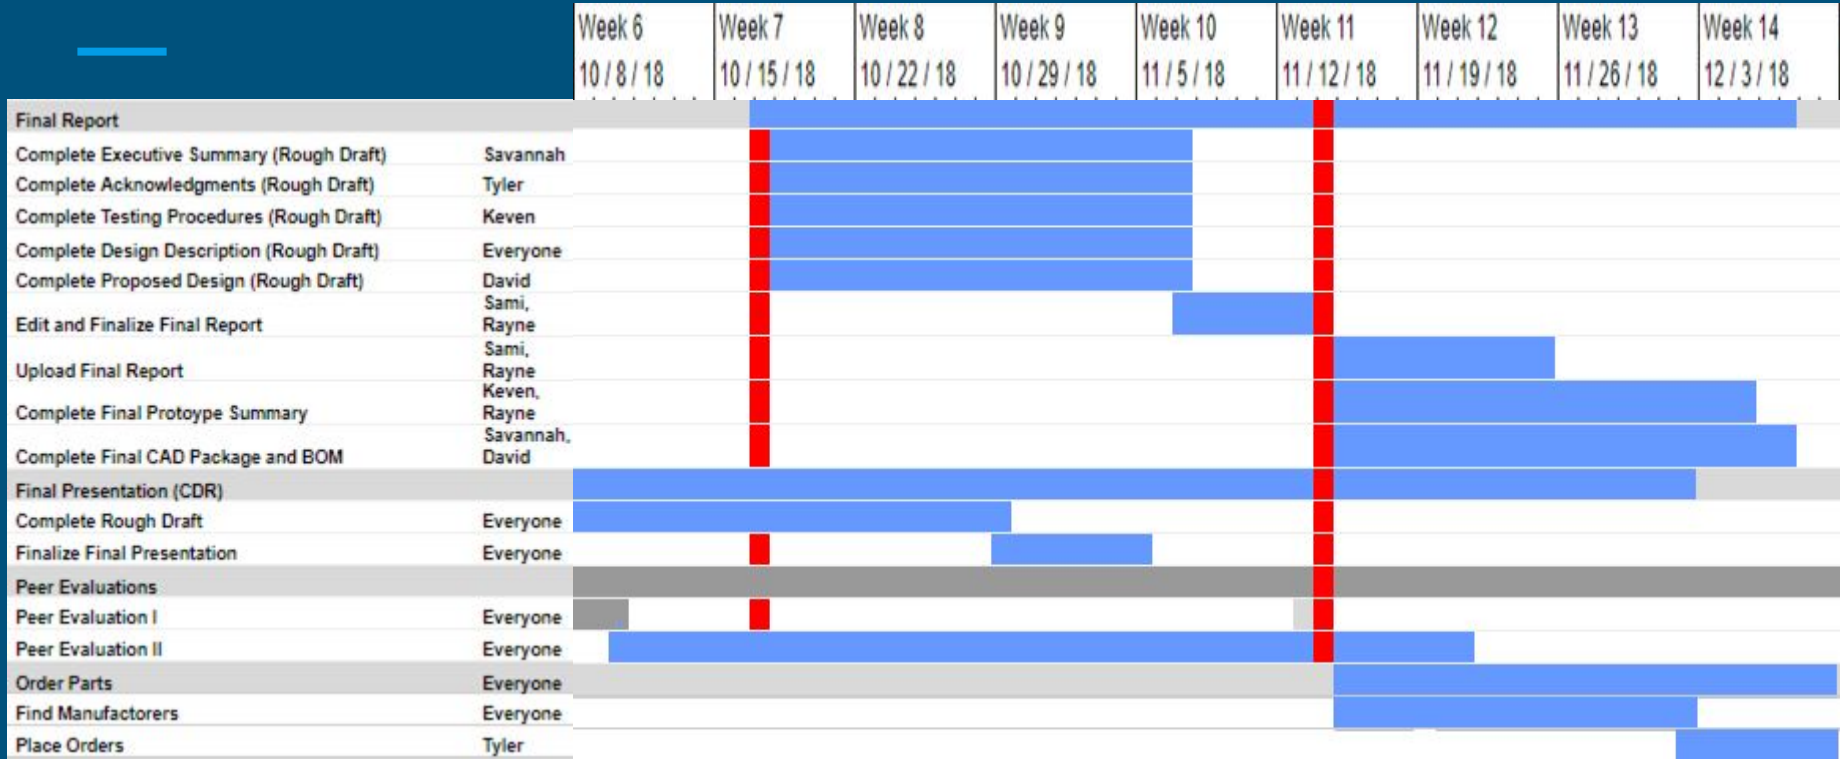 Week 6 Week 7 Week 8 Week 9 Week 10 Week 11 Week 12 Week 13 Week 14
10 / 8 / 18 10 / 15 / 18 10 / 22 / 18 10 / 29 / 18 11 / 5 / 18 11 / 12 / 18 11 / 19 / 18 11 / 26 / 18 12 / 3 / 18
Final Report
Complete Executive Summary (Rough Draft) Savannah
Complete Acknowledgments (Rough Draft) Tyler
Complete Testing Procedures (Rough Draft) Keven
Complete Design Description (Rough Draft) Everyone
Complete Proposed Design (Rough Draft) David
Sami,
Edit and Finalize Final Report Rayne
Sami,
Upload Final Report Rayne
Keven,
Complete Final Protoype Summary Rayne
Savannah,
Complete Final CAD Package and BOM David
Final Presentation (CDR)
Complete Rough Draft Everyone
Finalize Final Presentation Everyone
Peer Evaluations
Peer Evaluation I Everyone
Peer Evaluation II Everyone
Order Parts Everyone
Find Manufactorers Everyone
Place Orders Tyler